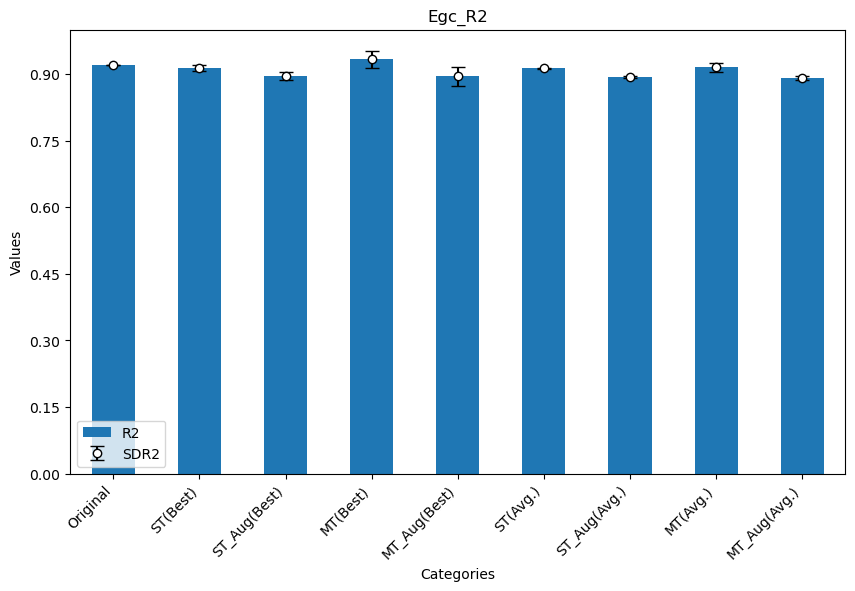 Egc_R2
Values
0.90
0.75
0.60
0.45
0.30
0.15
0.00
R2
SDR2
Original
ST(Best)
ST_Aug(Best)
MT(Best)
MT_Aug(Best)
ST(Avg.)
ST_Aug(Avg.)
MT(Avg.)
MT_Aug(Avg.)
Categories